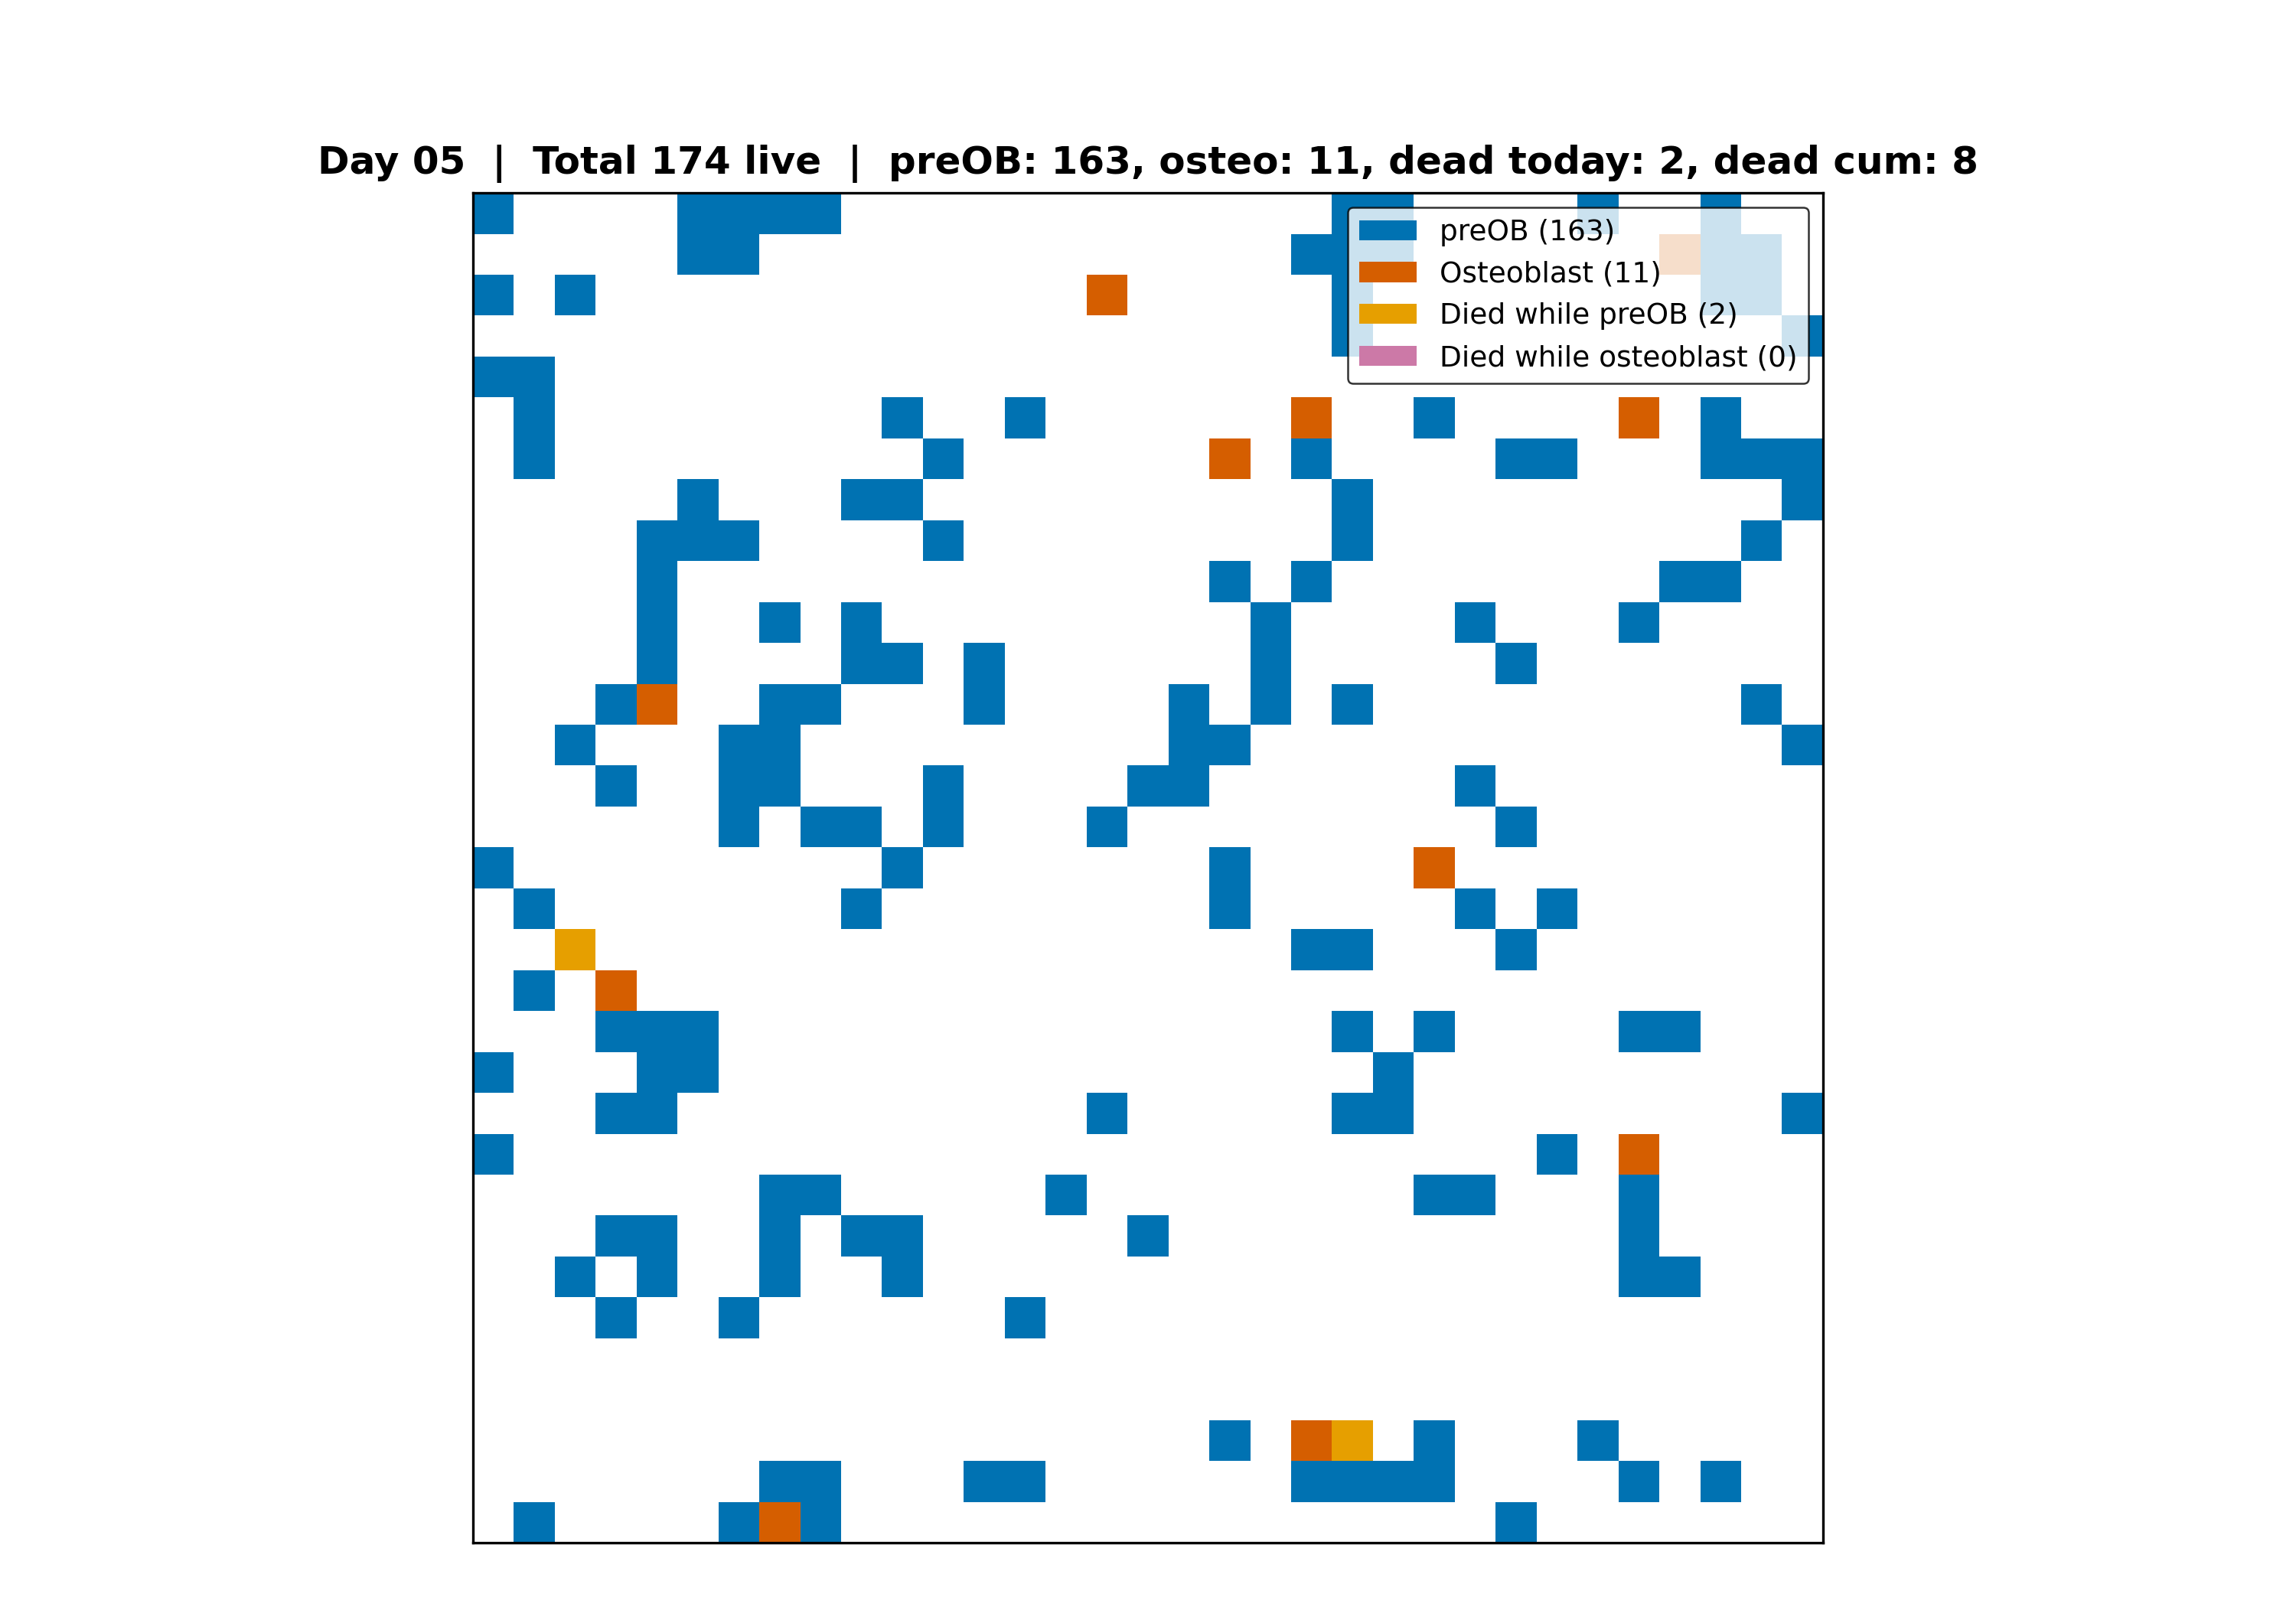 Day 05 | Total 174 live | preOB: 163, osteo: 11, dead today: 2, dead cum: 8
preOB (163)
Osteoblast (11)
Died while preOB (2)
Died while osteoblast (0)